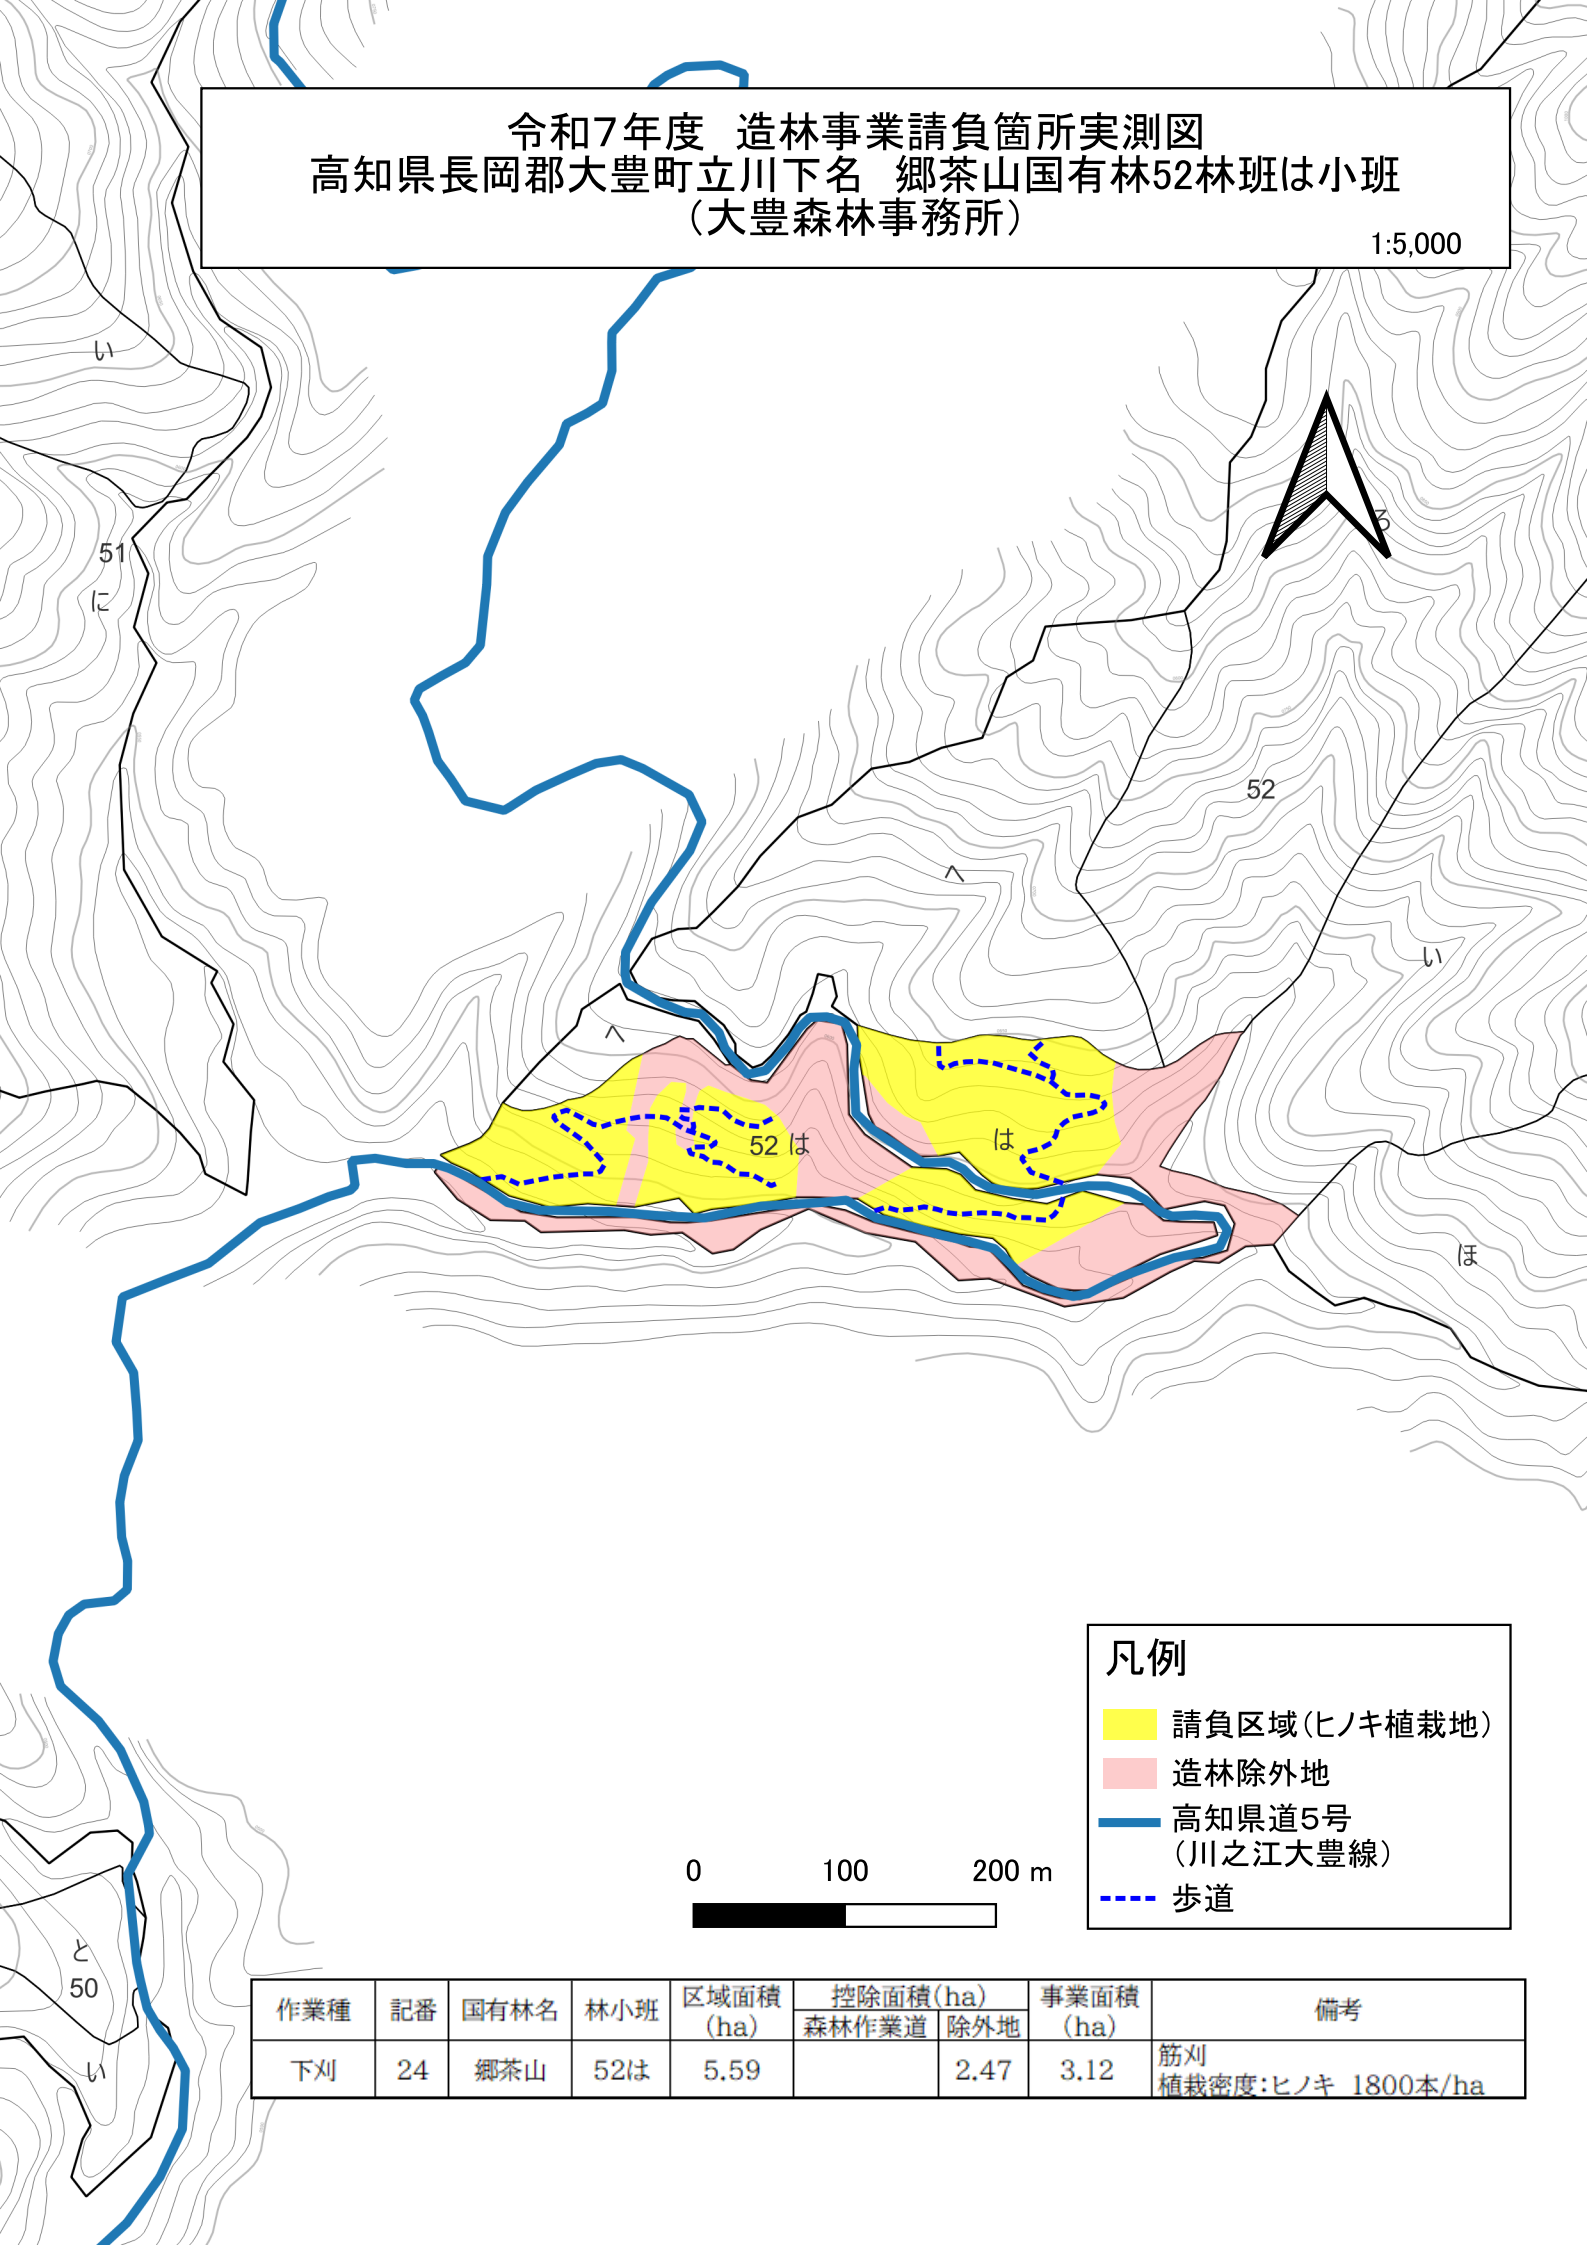 令和7年度　造林事業請負箇所実測図
高知県長岡郡大豊町立川下名　郷茶山国有林52林班は小班
（大豊森林事務所）
1:5,000
い
51
に
ろ
52
へ
い
へ
52 は
は
ほ
凡例
請負区域（ヒノキ植栽地）
造林除外地
高知県道5号
（川之江大豊線）
歩道
0 100 200 m
と
50
い
作業種 記番 国有林名 林小班 区域面積(ha) 控除面積(ha) 森林作業道 除外地 事業面積(ha) 備考
下刈 24 郷茶山 52は 5.59 2.47 3.12 筋刈
植栽密度：ヒノキ　1800本/ha